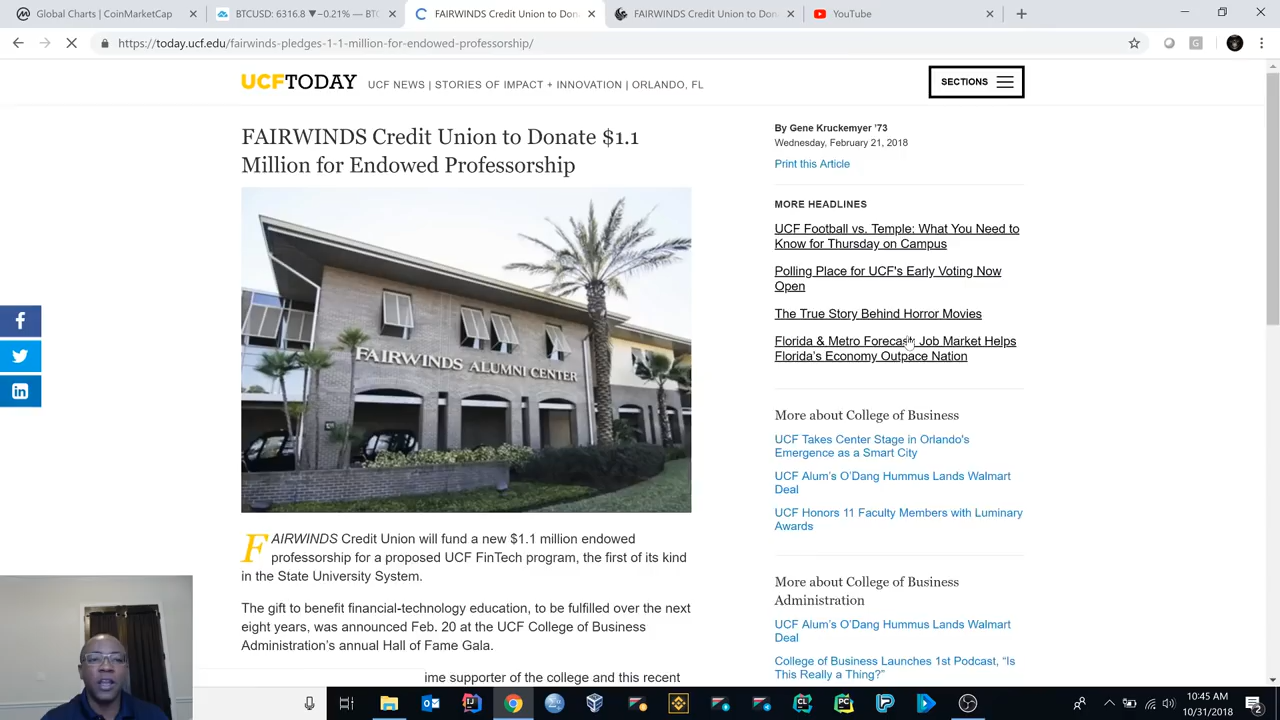 Global Charts | CoinMarketCap
BTCUSD: 6316.8 ▼−0.21% — BTC
FAIRWINDS Credit Union to Don
FAIRWINDS Credit Union to Don
YouTube
https://today.ucf.edu/fairwinds-pledges-1-1-million-for-endowed-professorship/
UCFTODAY
UCF NEWS | STORIES OF IMPACT + INNOVATION | ORLANDO, FL
SECTIONS
FAIRWINDS Credit Union to Donate $1.1
Million for Endowed Professorship
FAIRWINDS ALUMNI CENTER
FAIRWINDS Credit Union will fund a new $1.1 million endowed
professorship for a proposed UCF FinTech program, the first of its kind
in the State University System.
The gift to benefit financial-technology education, to be fulfilled over the next
eight years, was announced Feb. 20 at the UCF College of Business
Administration’s annual Hall of Fame Gala.
ime supporter of the college and this recent
By Gene Kruckemyer ’73
Wednesday, February 21, 2018
Print this Article
MORE HEADLINES
UCF Football vs. Temple: What You Need to
Know for Thursday on Campus
Polling Place for UCF's Early Voting Now
Open
The True Story Behind Horror Movies
Florida & Metro Forecast: Job Market Helps
Florida’s Economy Outpace Nation
More about College of Business
UCF Takes Center Stage in Orlando's
Emergence as a Smart City
UCF Alum’s O’Dang Hummus Lands Walmart
Deal
UCF Honors 11 Faculty Members with Luminary
Awards
More about College of Business
Administration
UCF Alum’s O’Dang Hummus Lands Walmart
Deal
College of Business Launches 1st Podcast, “Is
This Really a Thing?”
10:45 AM
10/31/2018